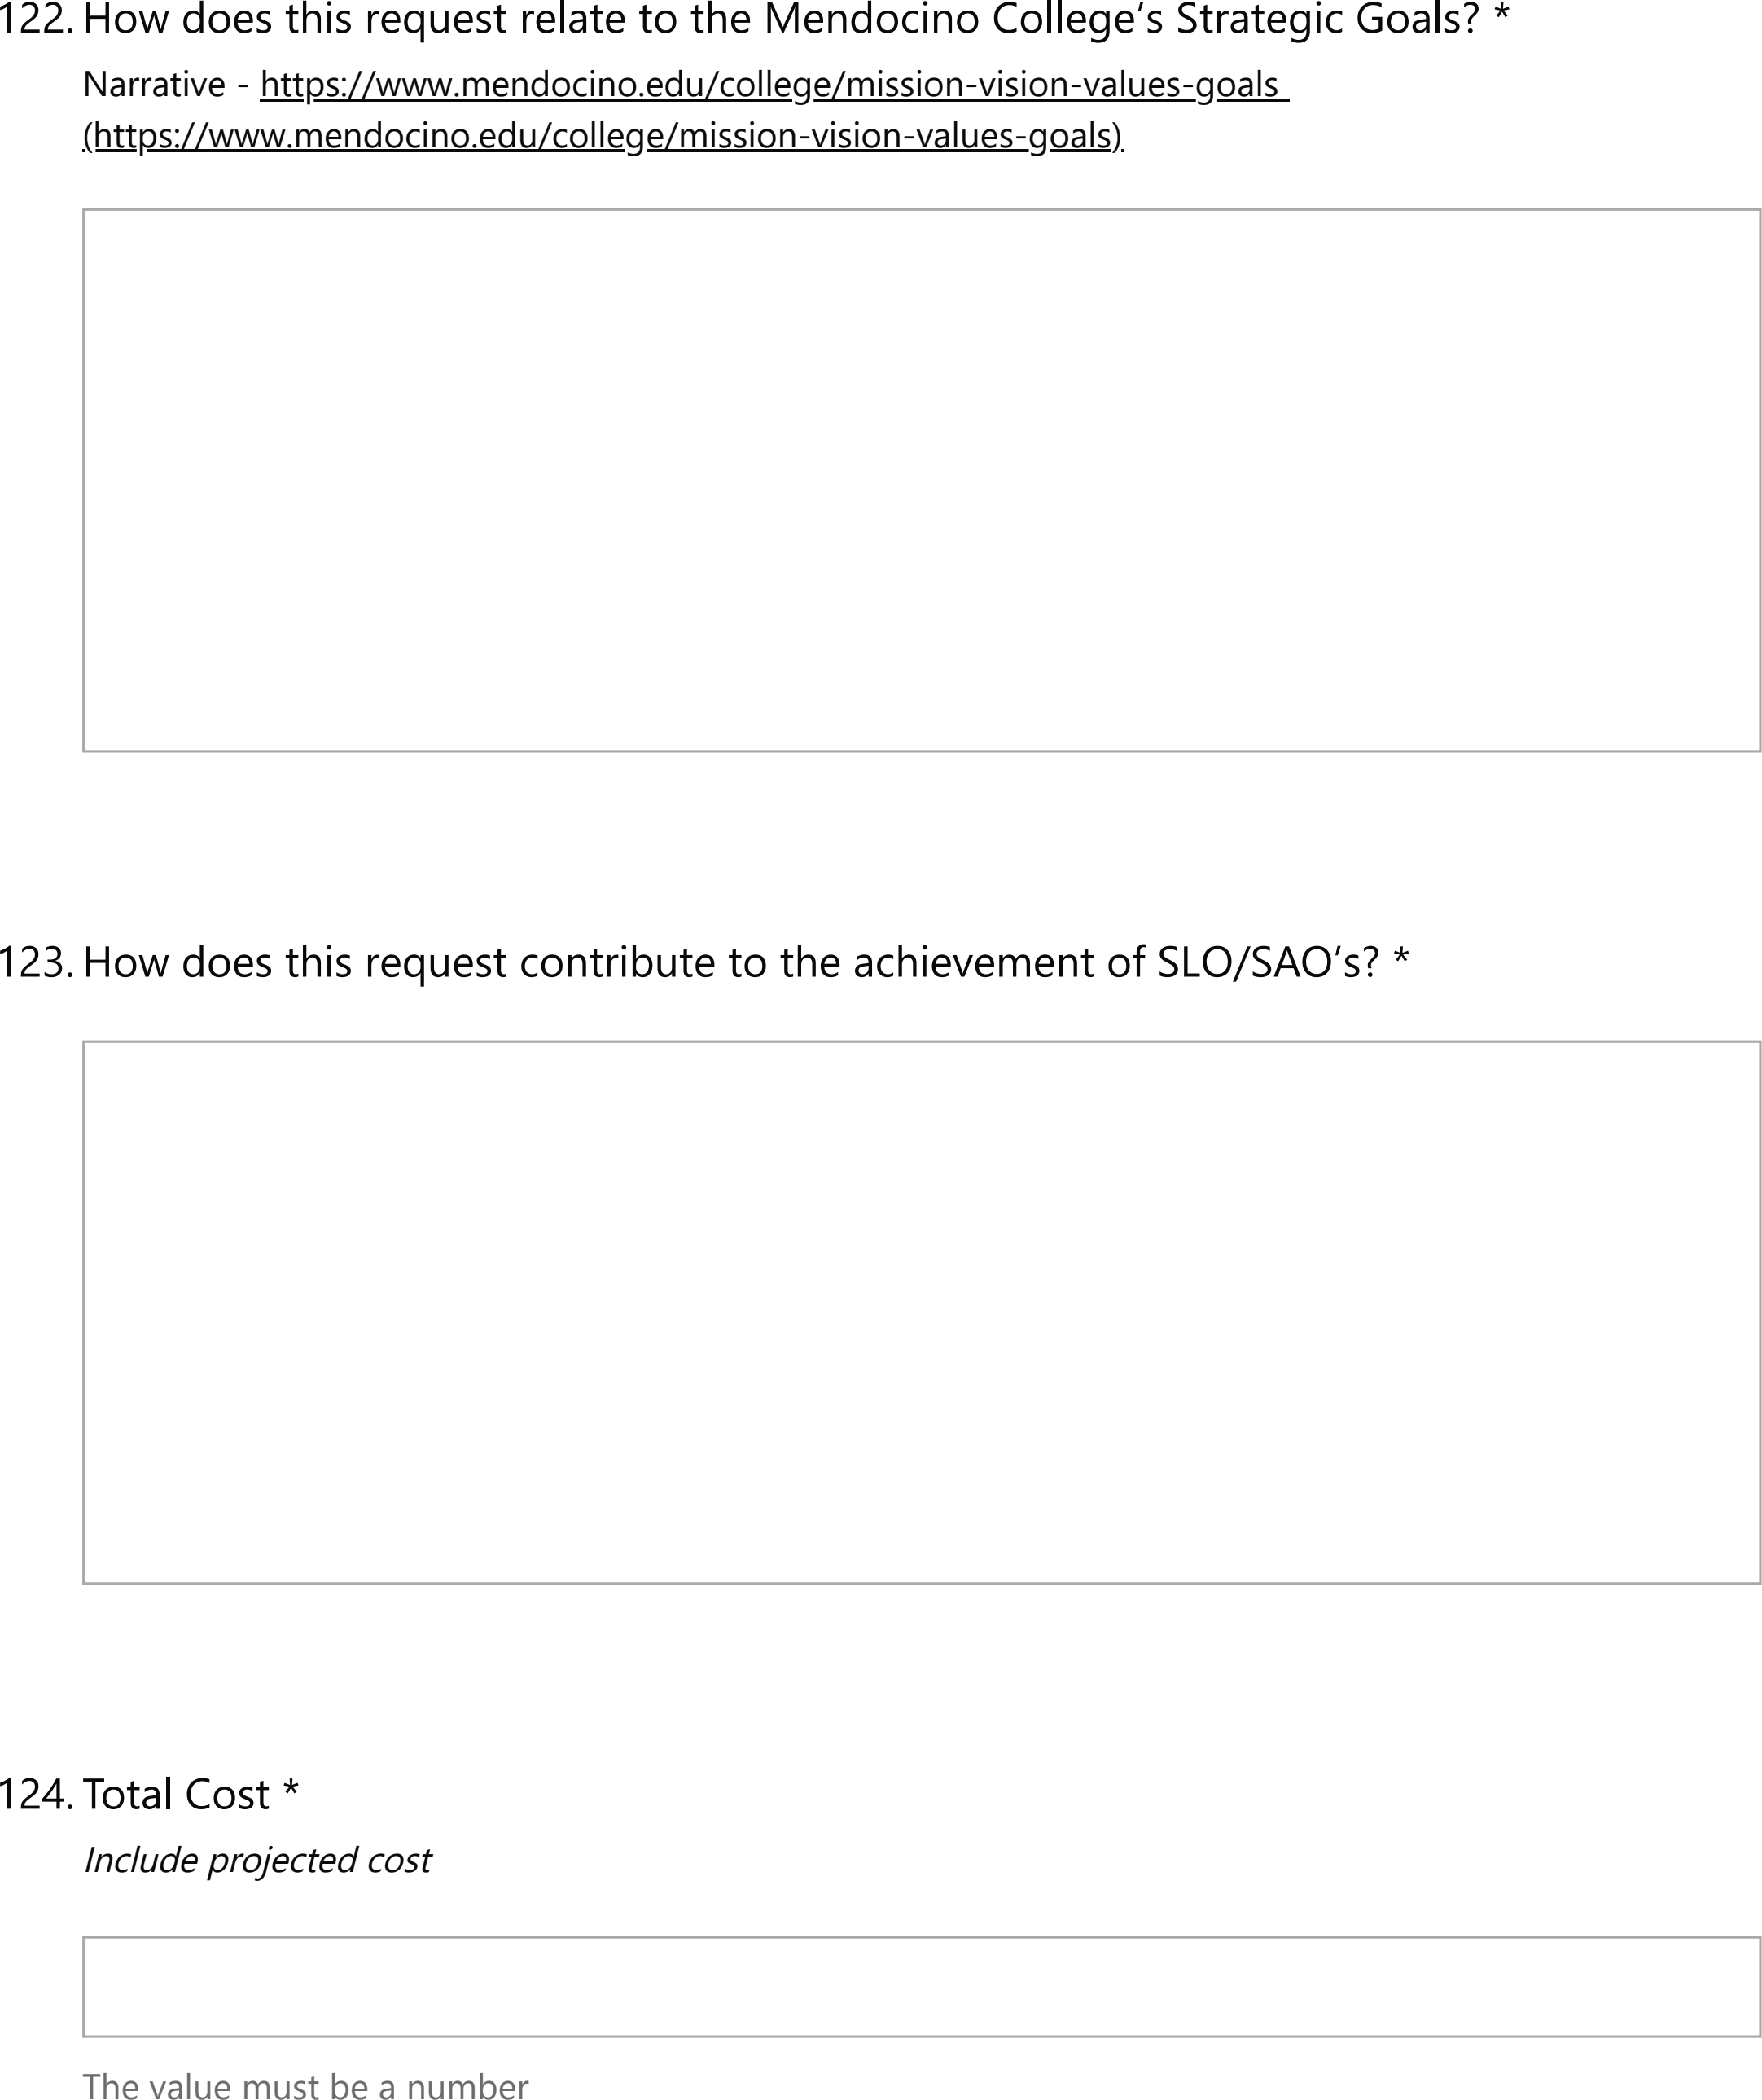 122. How does this request relate to the Mendocino College's Strategic Goals? *
Narrative - https://www.mendocino.edu/college/mission-vision-values-goals
(https://www.mendocino.edu/college/mission-vision-values-goals)
123. How does this request contribute to the achievement of SLO/SAO's? *
124. Total Cost *
Include projected cost
The value must be a number